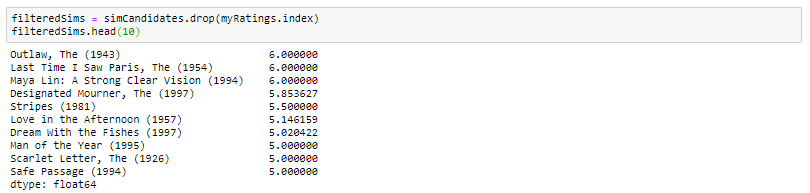 filteredSims = simCandidates.drop(myRatings.index)
filteredSims.head(10)
Outlaw, The (1943) 6.000000
Last Time I Saw Paris, The (1954) 6.000000
Maya Lin: A Strong Clear Vision (1994) 6.000000
Designated Mourner, The (1997) 5.853627
Stripes (1981) 5.500000
Love in the Afternoon (1957) 5.146159
Dream With the Fishes (1997) 5.020422
Man of the Year (1995) 5.000000
Scarlet Letter, The (1926) 5.000000
Safe Passage (1994) 5.000000
dtype: float64